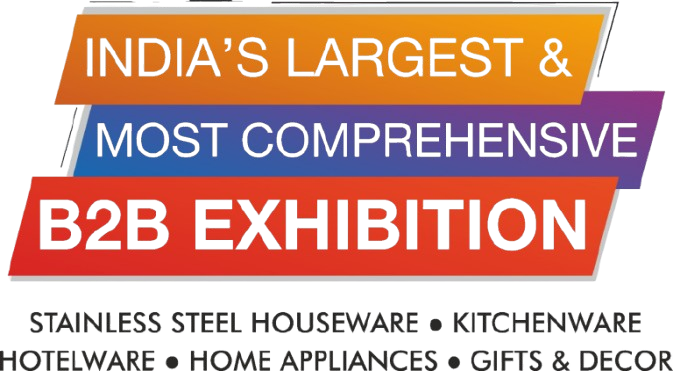 INDIA'S LARGEST &
MOST COMPREHENSIVE
B2B EXHIBITION
STAINLESS STEEL HOUSEWARE • KITCHENWARE
HOTELWARE • HOME APPLIANCES • GIFTS & DECOR